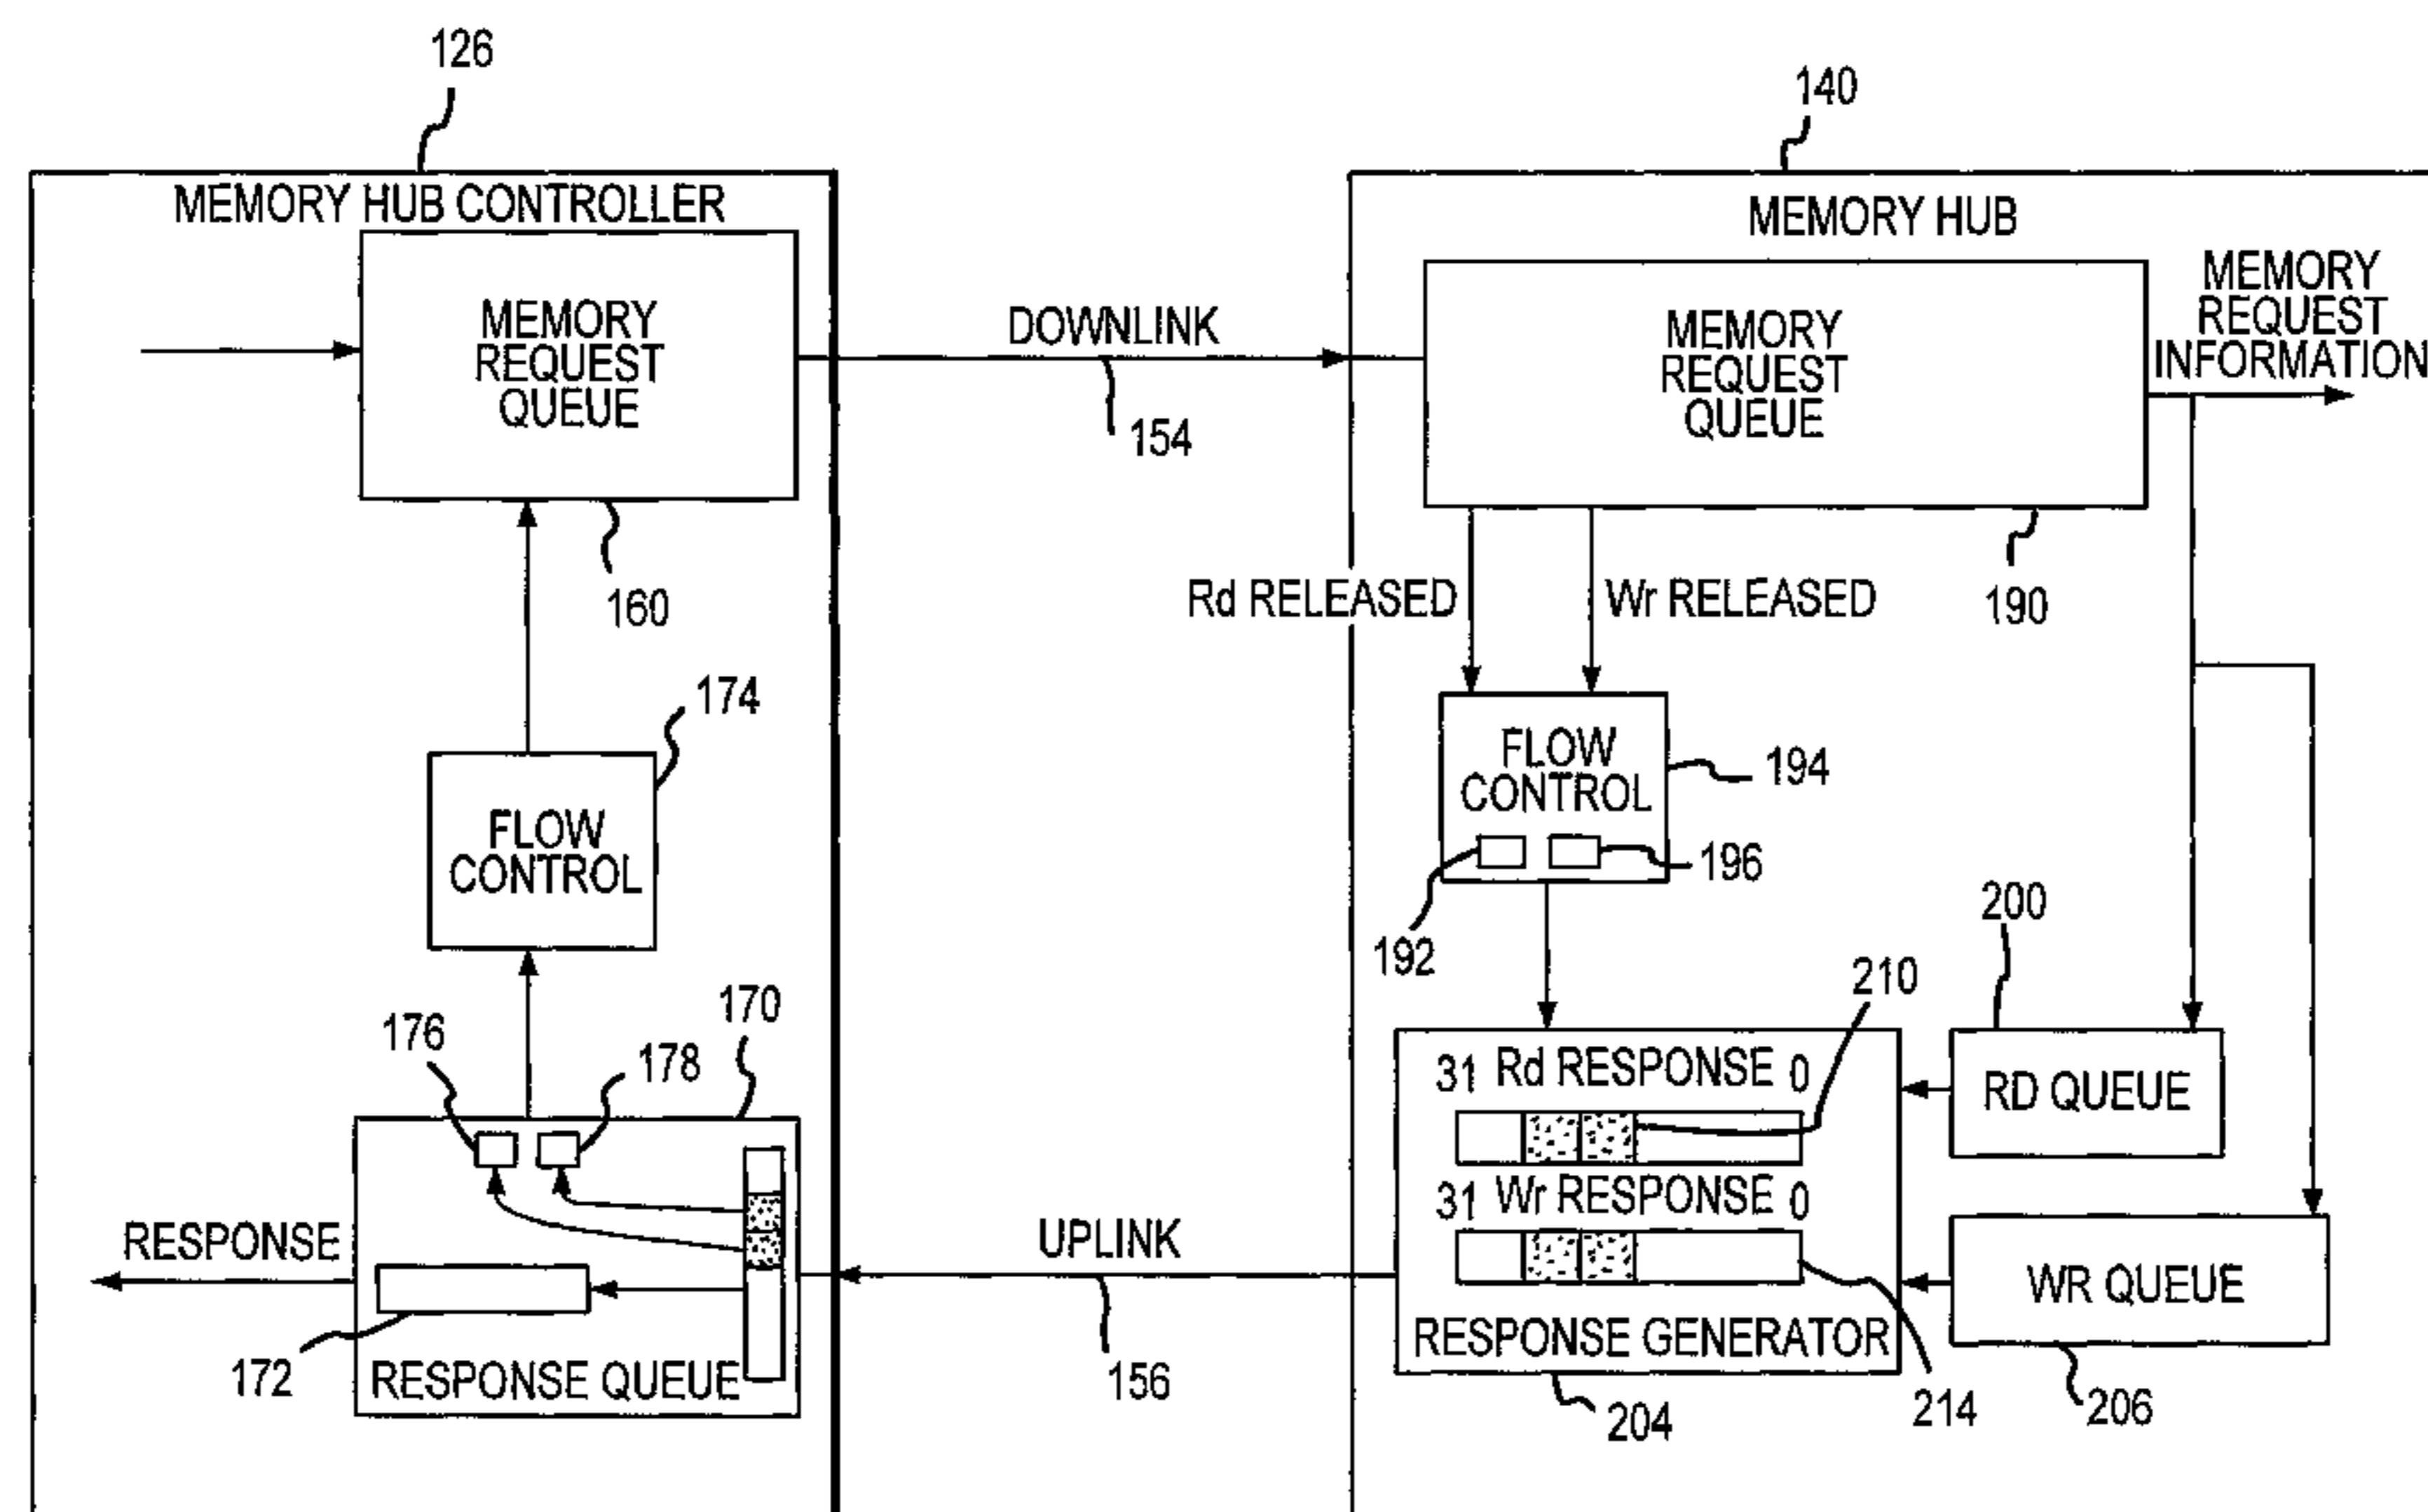 126
140
MEMORY HUB CONTROLLER
MEMORY HUB
MEMORY
REQUEST
QUEUE
DOWNLINK
154
MEMORY
REQUEST
QUEUE
MEMORY
REQUEST
INFORMATION
160
190
Rd RELEASED
Wr RELEASED
174
FLOW
CONTROL
FLOW
CONTROL
194
192
196
200
210
176
178
170
31 Rd RESPONSE 0
RD QUEUE
31 Wr RESPONSE 0
RESPONSE
UPLINK
156
WR QUEUE
172
RESPONSE QUEUE
RESPONSE GENERATOR
204
214
206